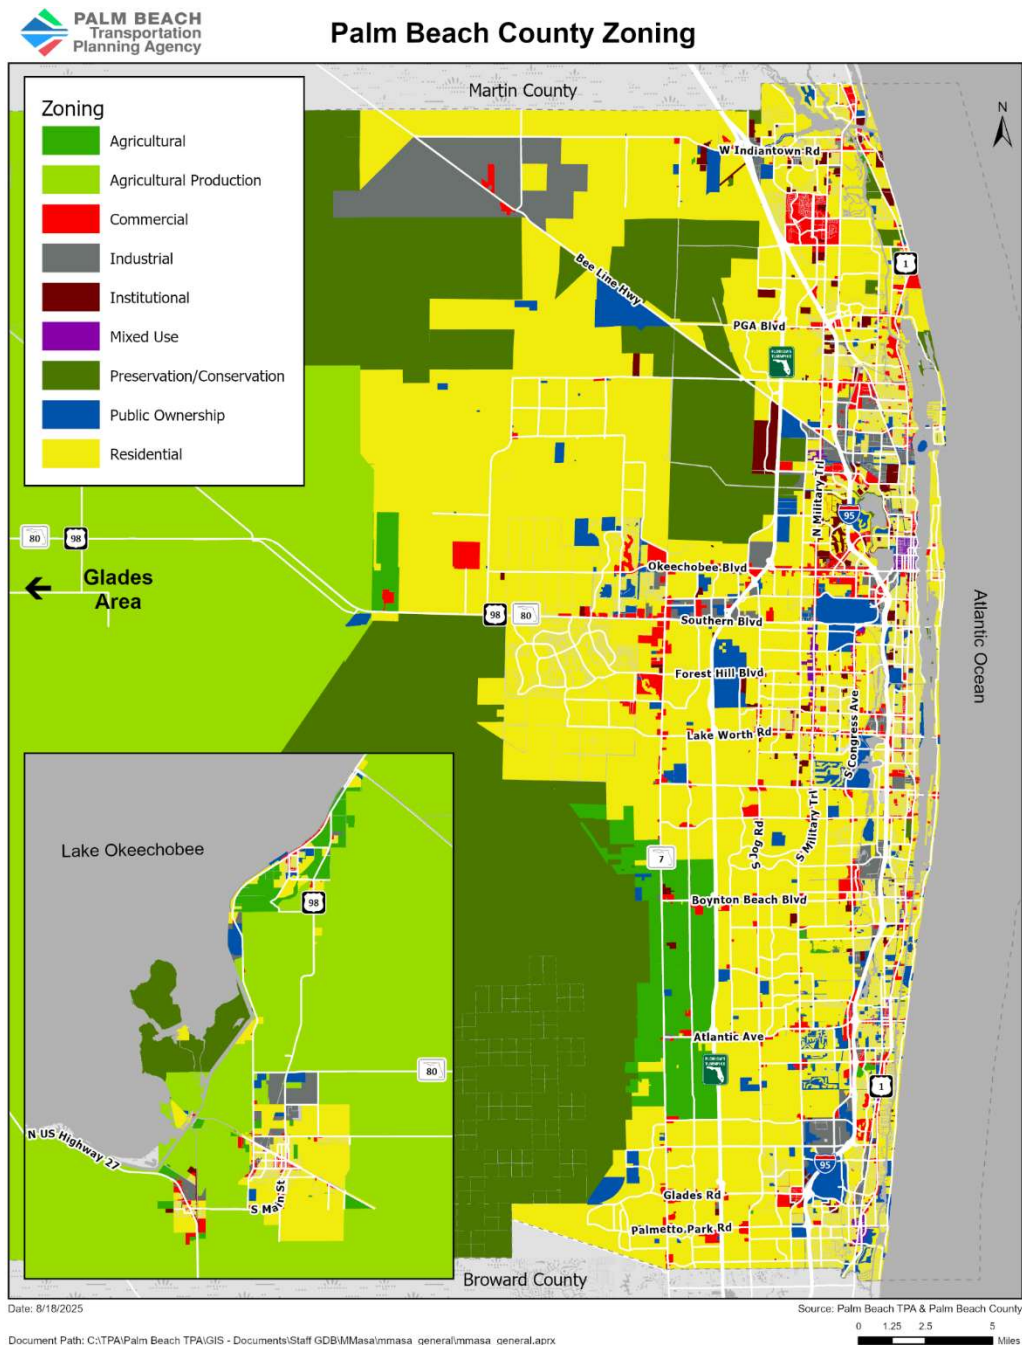 PALM BEACH
Transportation
Planning Agency
Palm Beach County Zoning
Martin County
Zoning
Agricultural
Agricultural Production
Commercial
Industrial
Institutional
Mixed Use
Preservation/Conservation
Public Ownership
Residential
N
W Indiantown Rd
1
Bee Line Hwy
PGA Blvd
FLORIDA'S
TURNPIKE
N Military Trl
95
80
98
Okeechobee Blvd
Glades
Area
98
80
Southern Blvd
Atlantic Ocean
Forest Hill Blvd
S Congress Ave
Lake Worth Rd
S Jog Rd
S Military Trl
7
Boynton Beach Blvd
Atlantic Ave
FLORIDA'S
TURNPIKE
1
95
Glades Rd
Palmetto Park Rd
Lake Okeechobee
98
80
N US Highway 27
S Main St
Broward County
Date: 8/18/2025
Source: Palm Beach TPA & Palm Beach County
0 1.25 2.5 5
Miles
Document Path: C:\TPA\Palm Beach TPA\GIS - Documents\Staff GDB\MMasa\mmasa_general\mmasa_general.aprx